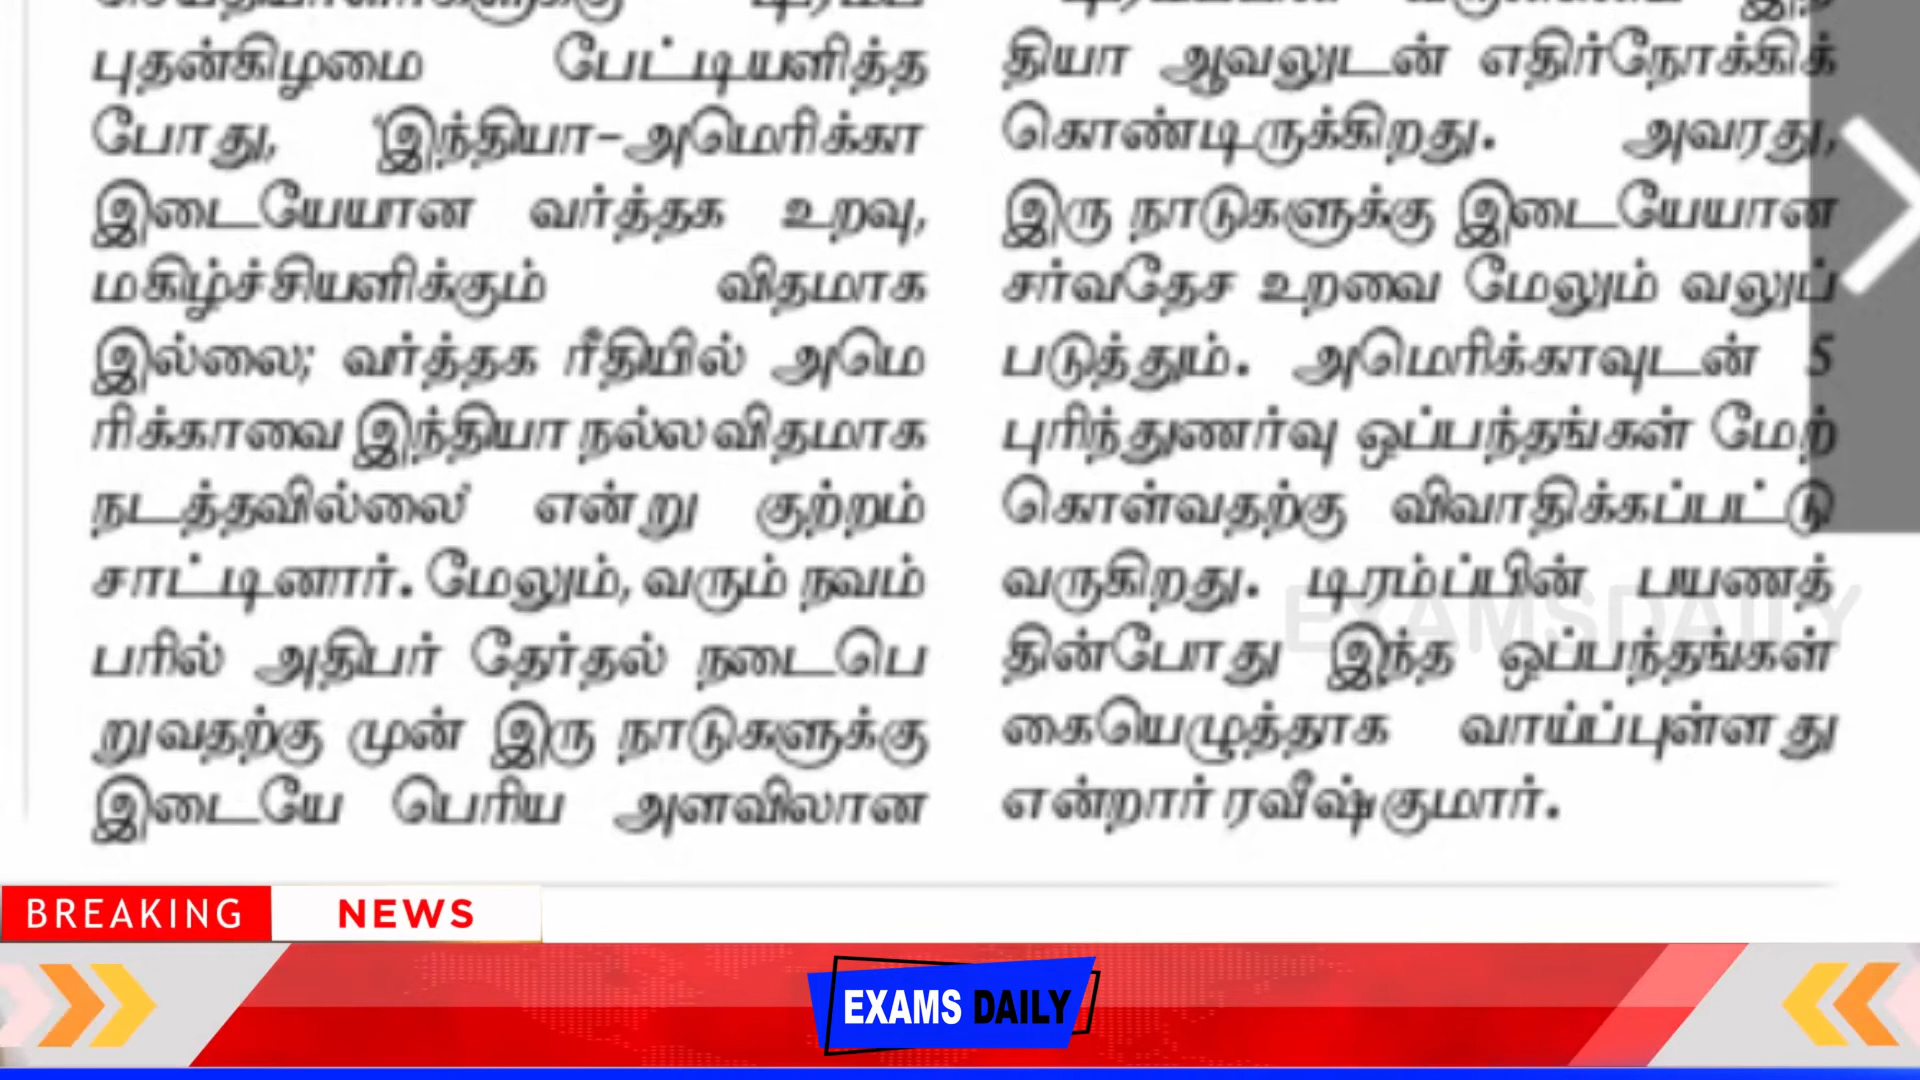 புதன்கிழமை பேட்டியளித்த
போது, 'இந்தியா-அமெரிக்கா
இடையேயான வர்த்தக உறவு,
மகிழ்ச்சியளிக்கும் விதமாக
இல்லை; வர்த்தக ரீதியில் அமெ
ரிக்காவை இந்தியா நல்லவிதமாக
நடத்தவில்லை' என்று குற்றம்
சாட்டினார். மேலும், வரும் நவம்
பரில் அதிபர் தேர்தல் நடைபெ
றுவதற்கு முன் இரு நாடுகளுக்கு
இடையே பெரிய அளவிலான
தியா ஆவலுடன் எதிர்நோக்கிக்
கொண்டிருக்கிறது. அவரது,
இரு நாடுகளுக்கு இடையேயான
சர்வதேச உறவை மேலும் வலுப்
படுத்தும். அமெரிக்காவுடன் 5
புரிந்துணர்வு ஒப்பந்தங்கள் மேற்
கொள்வதற்கு விவாதிக்கப்பட்டு
வருகிறது. டிரம்ப்பின் பயணத்
தின்போது இந்த ஒப்பந்தங்கள்
கையெழுத்தாக வாய்ப்புள்ளது
என்றார் ரவீஷ்குமார்.
EXAMSDAILY
BREAKING NEWS
EXAMS DAILY